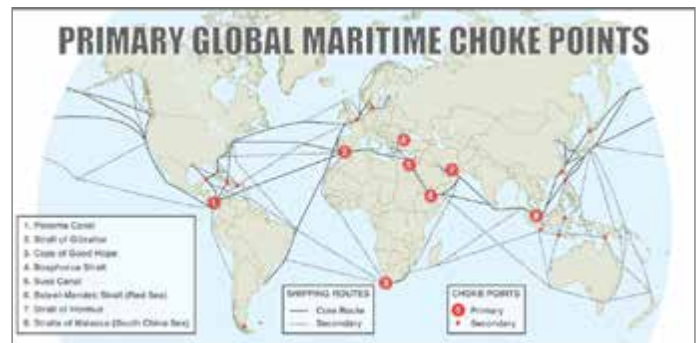 PRIMARY GLOBAL MARITIME CHOKE POINTS
1. Panama Canal
2. Strait of Gibraltar
3. Cape of Good Hope
4. Bosphorus Strait
5. Suez Canal
6. Bab-el-Mandeb Strait (Red Sea)
7. Strait of Hormuz
8. Straits of Malacca (South China Sea)
SHIPPING ROUTES
Core Route
Secondary
CHOKE POINTS
Primary
Secondary
1
2
3
4
5
6
7
8